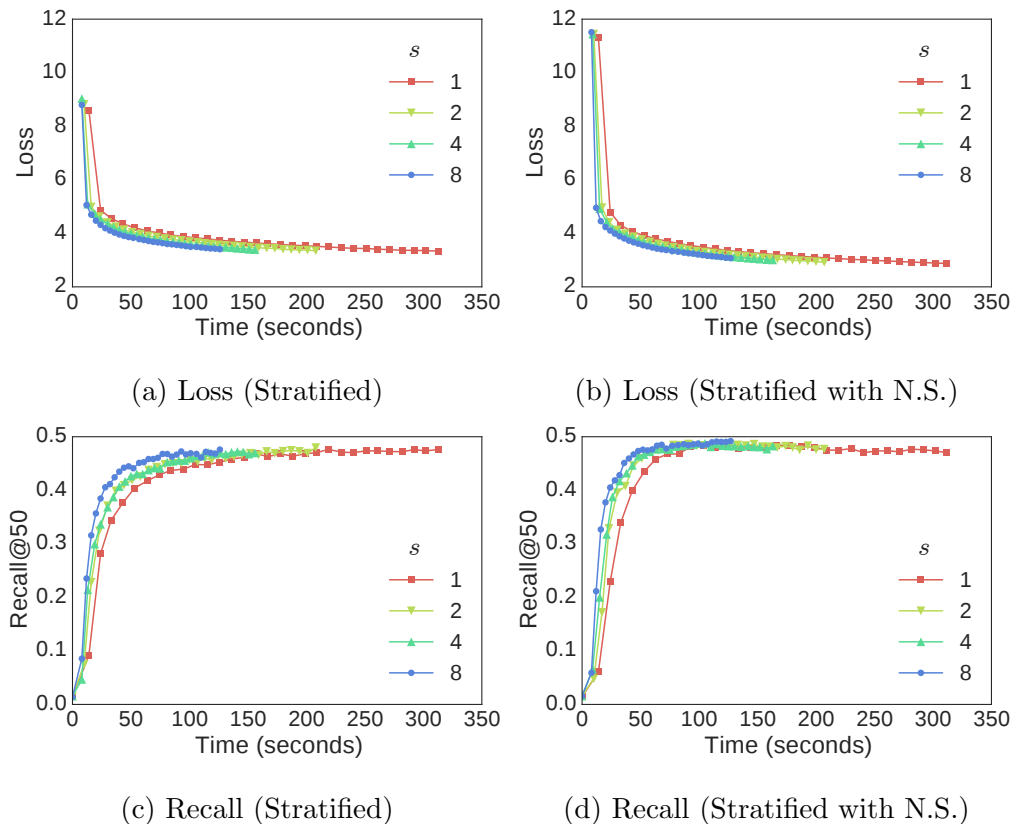 12
10
8
6
4
2
Loss
s
1
2
4
8
0 50 100 150 200 250 300 350
Time (seconds)
(a) Loss (Stratified)
12
10
8
6
4
2
Loss
s
1
2
4
8
0 50 100 150 200 250 300 350
Time (seconds)
(b) Loss (Stratified with N.S.)
0.5
0.4
0.3
0.2
0.1
0.0
Recall@50
s
1
2
4
8
0 50 100 150 200 250 300 350
Time (seconds)
(c) Recall (Stratified)
0.5
0.4
0.3
0.2
0.1
0.0
Recall@50
s
1
2
4
8
0 50 100 150 200 250 300 350
Time (seconds)
(d) Recall (Stratified with N.S.)